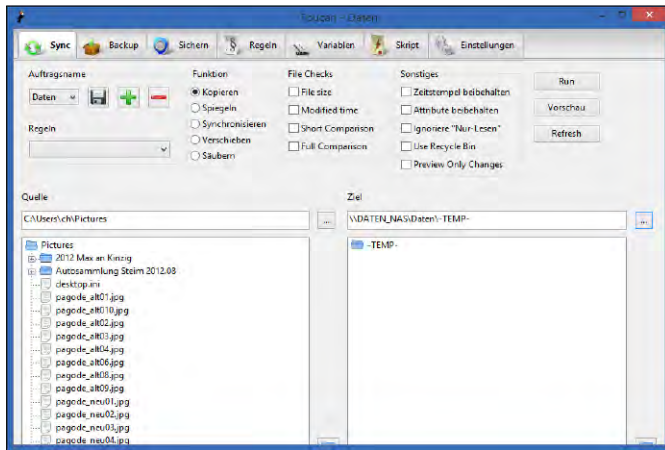 Toucan - Daten
Sync Backup Sichern Regeln Variablen Skript Einstellungen
Auftragsname
Daten
Regeln
Funktion
Kopieren
Spiegeln
Synchronisieren
Verschieben
Säubern
File Checks
File size
Modified time
Short Comparison
Full Comparison
Sonstiges
Zeitstempel beibehalten
Attribute beibehalten
Ignoriere "Nur-Lesen"
Use Recycle Bin
Preview Only Changes
Run
Vorschau
Refresh
Quelle
C:\Users\ch\Pictures
...
Pictures
2012 Max an Kinzig
Autosammlung Steim 2012.08
desktop.ini
pagode_alt01.jpg
pagode_alt010.jpg
pagode_alt02.jpg
pagode_alt03.jpg
pagode_alt04.jpg
pagode_alt06.jpg
pagode_alt08.jpg
pagode_alt09.jpg
pagode_neu01.jpg
pagode_neu02.jpg
pagode_neu03.jpg
pagode_neu04.jpg
Ziel
\\DATEN_NAS\Daten\-TEMP-
...
-TEMP-